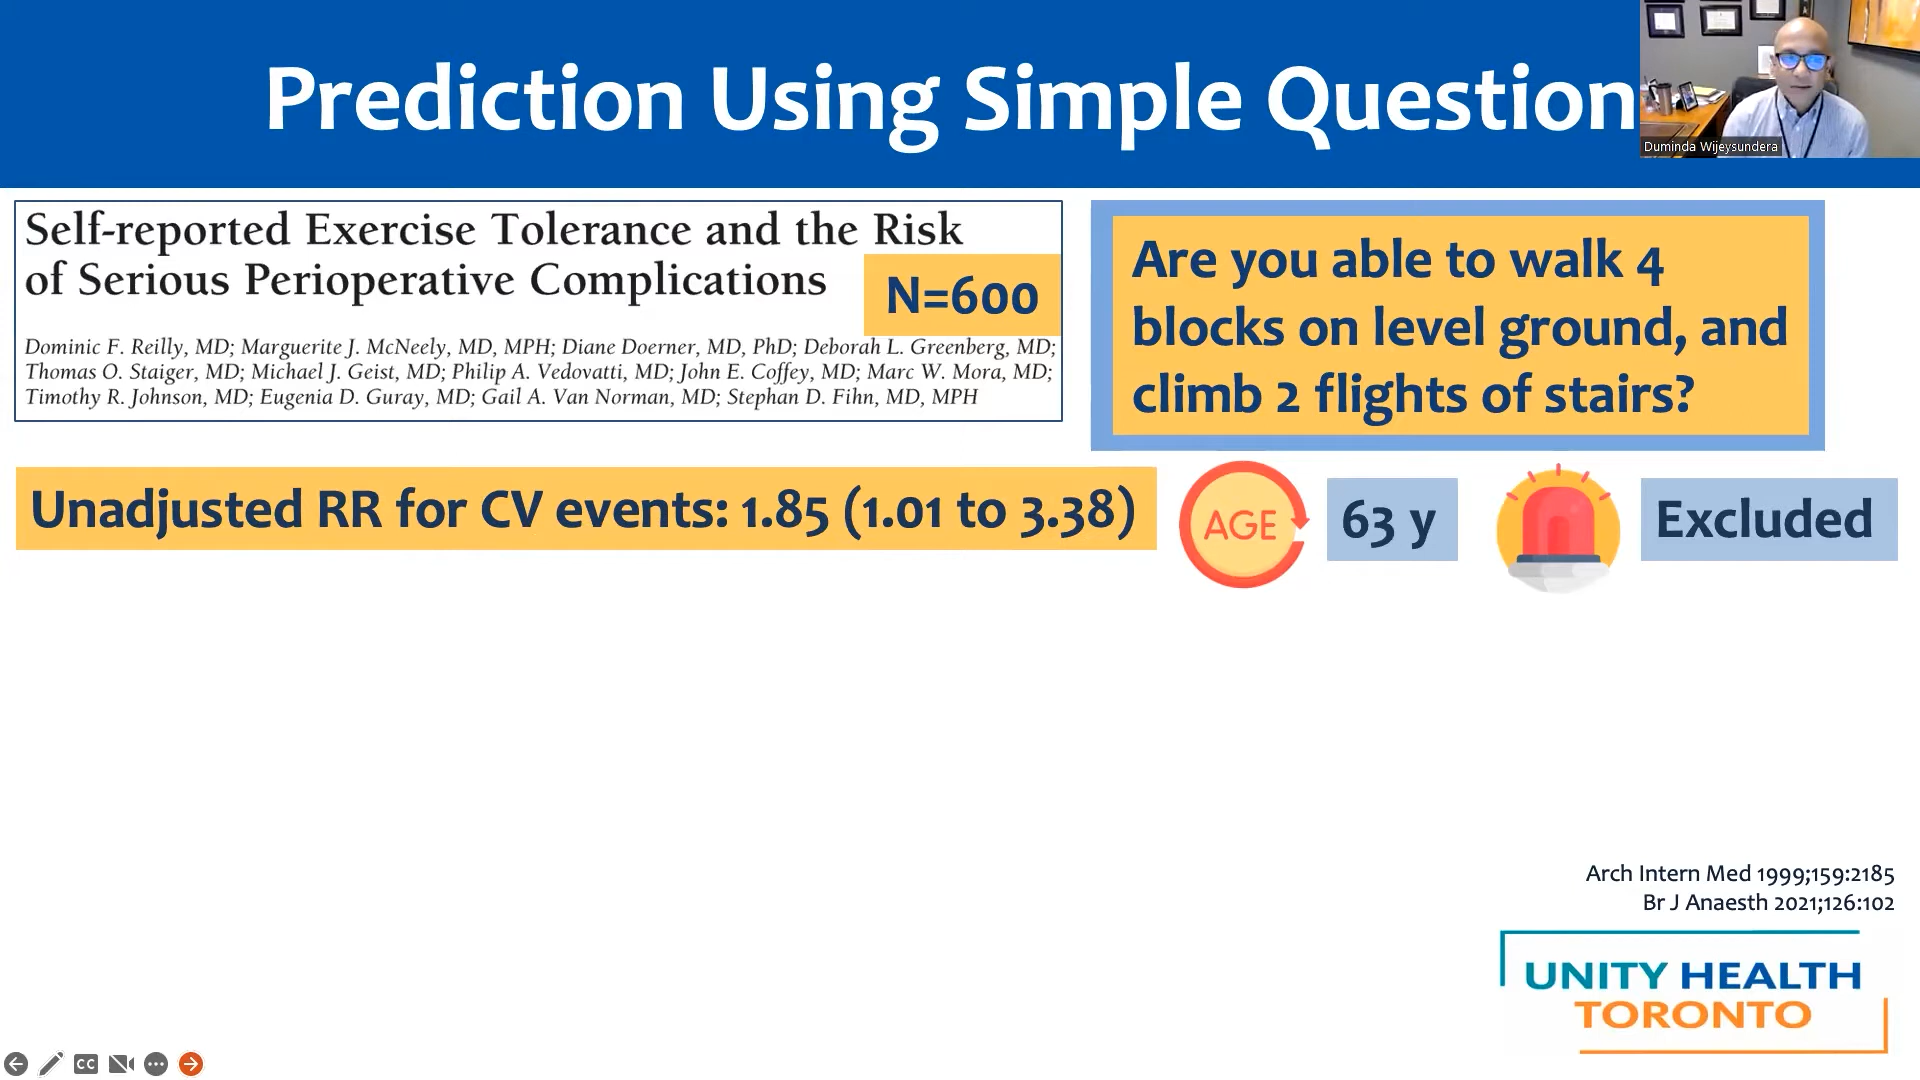 Prediction Using Simple Question
Duminda Wijeysundera
Self-reported Exercise Tolerance and the Risk
of Serious Perioperative Complications
N=600
Dominic F. Reilly, MD; Marguerite J. McNeely, MD, MPH; Diane Doerner, MD, PhD; Deborah L. Greenberg, MD;
Thomas O. Staiger, MD; Michael J. Geist, MD; Philip A. Vedovatti, MD; John E. Coffey, MD; Marc W. Mora, MD;
Timothy R. Johnson, MD; Eugenia D. Guray, MD; Gail A. Van Norman, MD; Stephan D. Fihn, MD, MPH
Are you able to walk 4
blocks on level ground, and
climb 2 flights of stairs?
Unadjusted RR for CV events: 1.85 (1.01 to 3.38)
AGE
63 y
Excluded
Arch Intern Med 1999;159:2185
Br J Anaesth 2021;126:102
UNITY HEALTH
TORONTO
CC